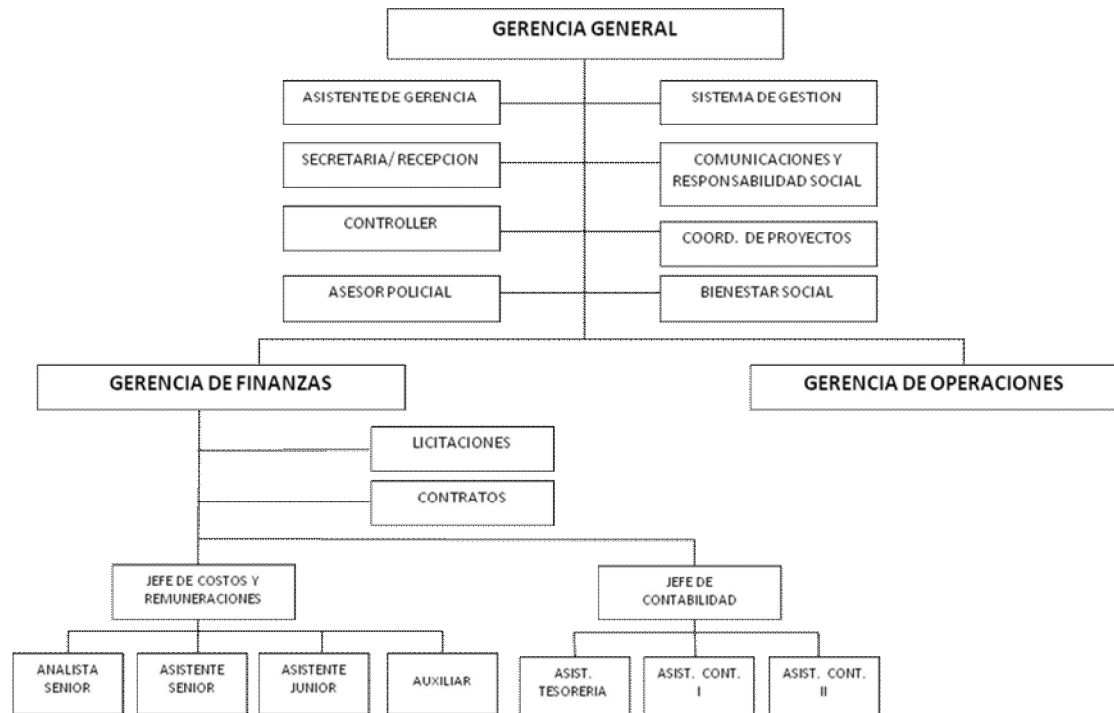 GERENCIA GENERAL
ASISTENTE DE GERENCIA
SISTEMA DE GESTION
SECRETARIA/ RECEPCION
COMUNICACIONES Y
RESPONSABILIDAD SOCIAL
CONTROLLER
COORD. DE PROYECTOS
ASESOR POLICIAL
BIENESTAR SOCIAL
GERENCIA DE FINANZAS
GERENCIA DE OPERACIONES
LICITACIONES
CONTRATOS
JEFE DE COSTOS Y
REMUNERACIONES
JEFE DE
CONTABILIDAD
ANALISTA
SENIOR
ASISTENTE
SENIOR
ASISTENTE
JUNIOR
AUXILIAR
ASIST.
TESORERIA
ASIST. CONT.
I
ASIST. CONT.
II